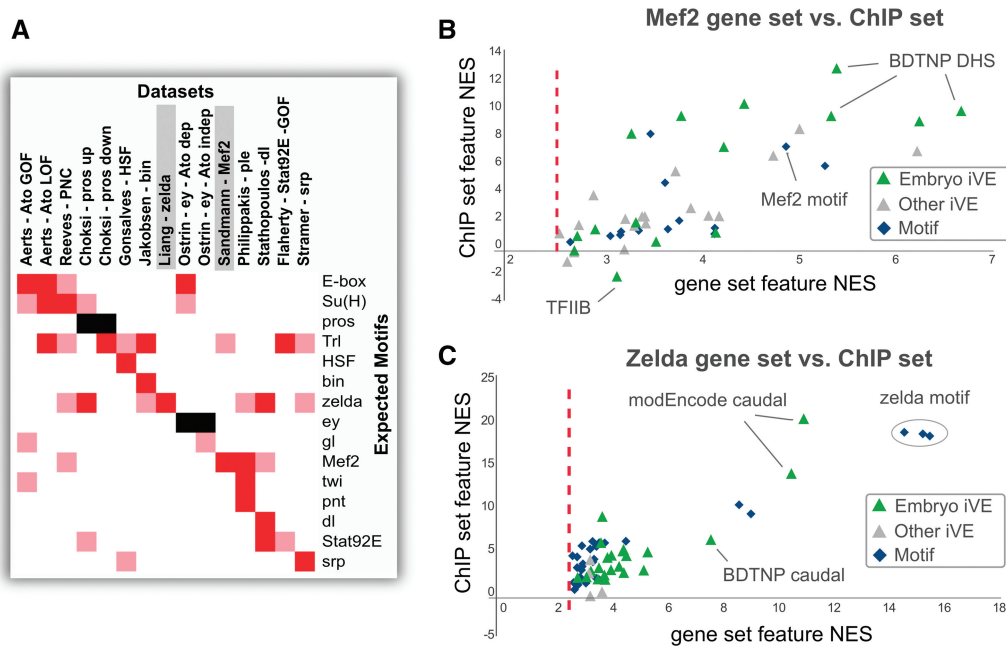 A
Datasets
Aerts - Ato GOF
Aerts - Ato LOF
Reeves - PNC
Choksi - pros up
Choksi - pros down
Gonsalves - HSF
Jakobsen - bin
Liang - zelda
Ostrin - ey - Ato dep
Ostrin - ey - Ato indep
Sandmann - Mef2
Philippakis - ple
Stathopoulos -dl
Flaherty - Stat92E -GOF
Stramer - srp
E-box
Su(H)
pros
Trl
HSF
bin
zelda
ey
gl
Mef2
twi
pnt
dl
Stat92E
srp
Expected Motifs
B
Mef2 gene set vs. ChIP set
ChIP set feature NES
14
12
10
8
6
4
2
0
-2
-4
2 3 4 5 6 7
gene set feature NES
BDTNP DHS
Mef2 motif
TFIIB
Embryo iVE
Other iVE
Motif
C
Zelda gene set vs. ChIP set
ChIP set feature NES
25
20
15
10
5
0
-5
0 2 4 6 8 10 12 14 16 18
gene set feature NES
modEncode caudal
zelda motif
BDTNP caudal
Embryo iVE
Other iVE
Motif